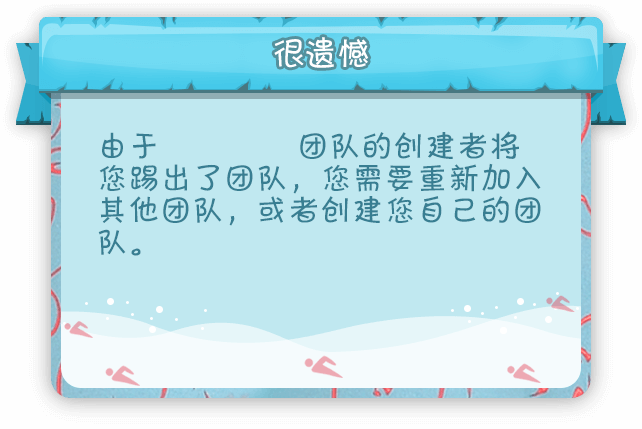 很遗憾
由于 团队的创建者将
您踢出了团队，您需要重新加入
其他团队，或者创建您自己的团
队。